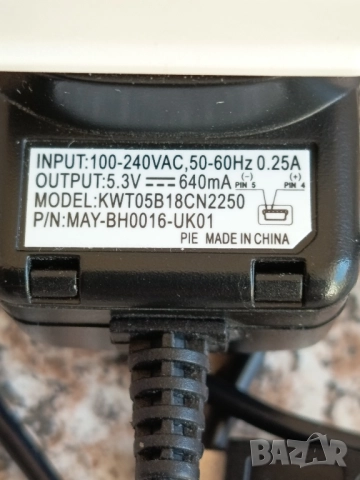 INPUT:100-240VAC,50-60Hz 0.25A
OUTPUT:5.3V ⎓ 640mA (-) PIN 5 (+) PIN 4
MODEL:KWT05B18CN2250
P/N:MAY-BH0016-UK01
PIE MADE IN CHINA
BAZAR